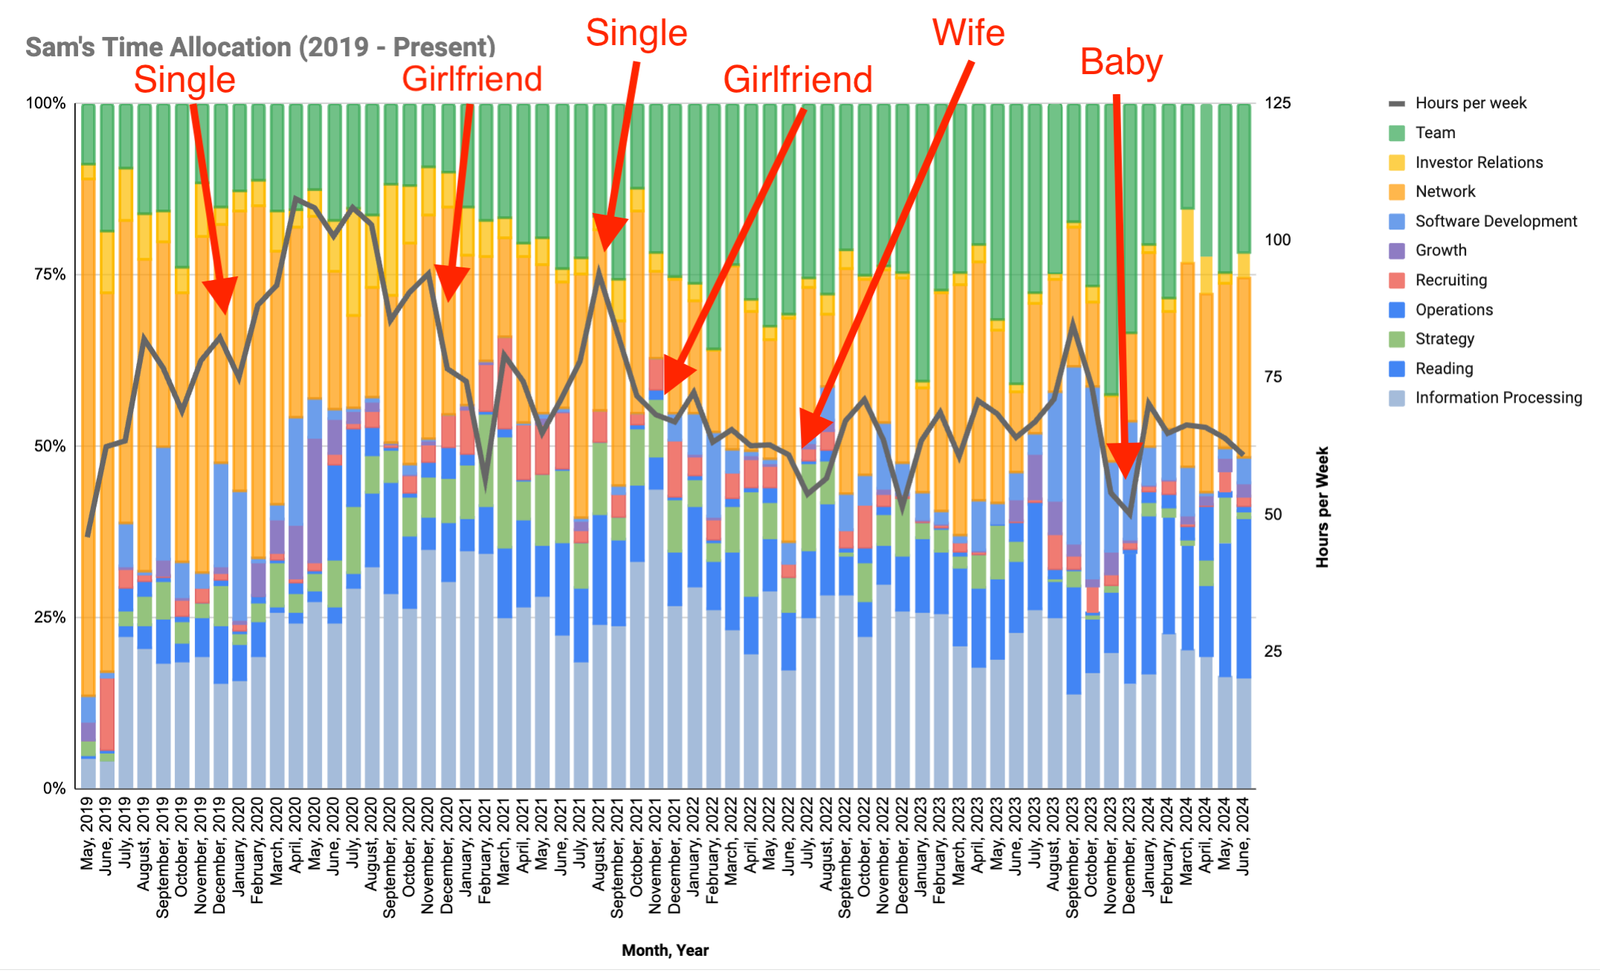 Single
Wife
Sam's Time Allocation (2019 - Present)
Baby
Single
Girlfriend
Girlfriend
100%
75%
50%
25%
0%
125
100
75
50
25
Hours per Week
Hours per week
Team
Investor Relations
Network
Software Development
Growth
Recruiting
Operations
Strategy
Reading
Information Processing
May, 2019
June, 2019
July, 2019
August, 2019
September, 2019
October, 2019
November, 2019
December, 2019
January, 2020
February, 2020
March, 2020
April, 2020
May, 2020
June, 2020
July, 2020
August, 2020
September, 2020
October, 2020
November, 2020
December, 2020
January, 2021
February, 2021
March, 2021
April, 2021
May, 2021
June, 2021
July, 2021
August, 2021
September, 2021
October, 2021
November, 2021
December, 2021
January, 2022
February, 2022
March, 2022
April, 2022
May, 2022
June, 2022
July, 2022
August, 2022
September, 2022
October, 2022
November, 2022
December, 2022
January, 2023
February, 2023
March, 2023
April, 2023
May, 2023
June, 2023
July, 2023
August, 2023
September, 2023
October, 2023
November, 2023
December, 2023
January, 2024
February, 2024
March, 2024
April, 2024
May, 2024
June, 2024
Month, Year